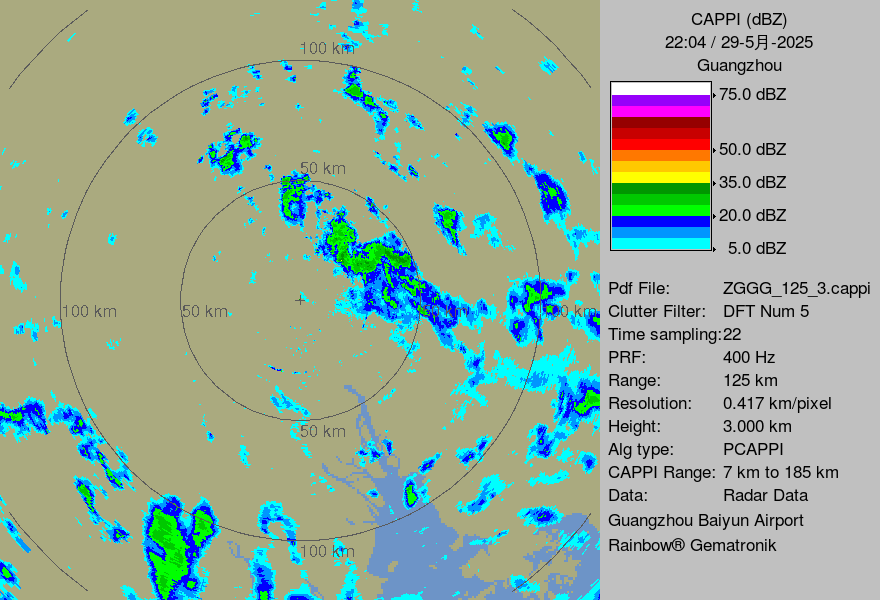 CAPPI (dBZ)
22:04 / 29-5月-2025
Guangzhou
75.0 dBZ
50.0 dBZ
35.0 dBZ
20.0 dBZ
5.0 dBZ
Pdf File: ZGGG_125_3.cappi
Clutter Filter: DFT Num 5
Time sampling:22
PRF: 400 Hz
Range: 125 km
Resolution: 0.417 km/pixel
Height: 3.000 km
Alg type: PCAPPI
CAPPI Range: 7 km to 185 km
Data: Radar Data
Guangzhou Baiyun Airport
Rainbow® Gematronik
100 km
50 km
100 km
50 km
km
km
50 km
100 km